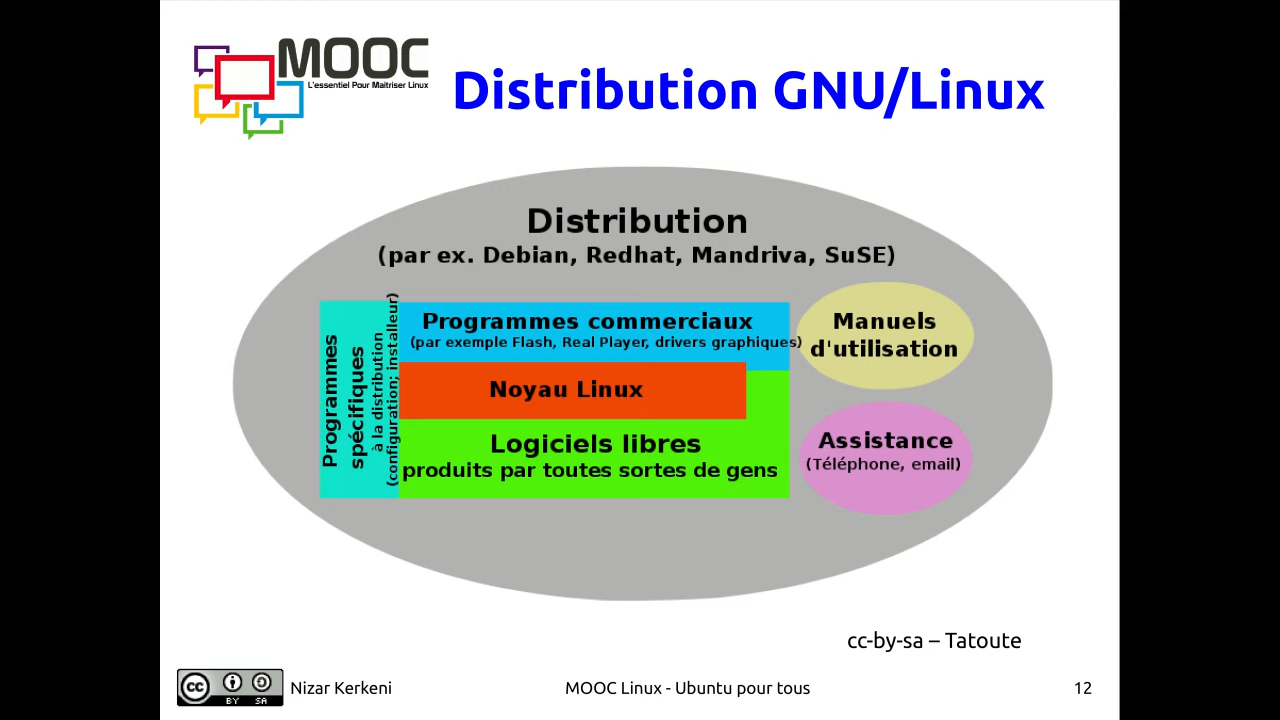 MOOC
L'essentiel Pour Maitriser Linux
Distribution GNU/Linux
Distribution
(par ex. Debian, Redhat, Mandriva, SuSE)
Programmes
spécifiques
à la distribution
(configuration; installeur)
Programmes commerciaux
(par exemple Flash, Real Player, drivers graphiques)
Noyau Linux
Logiciels libres
produits par toutes sortes de gens
Manuels
d'utilisation
Assistance
(Téléphone, email)
cc-by-sa – Tatoute
cc
BY SA
Nizar Kerkeni
MOOC Linux - Ubuntu pour tous
12